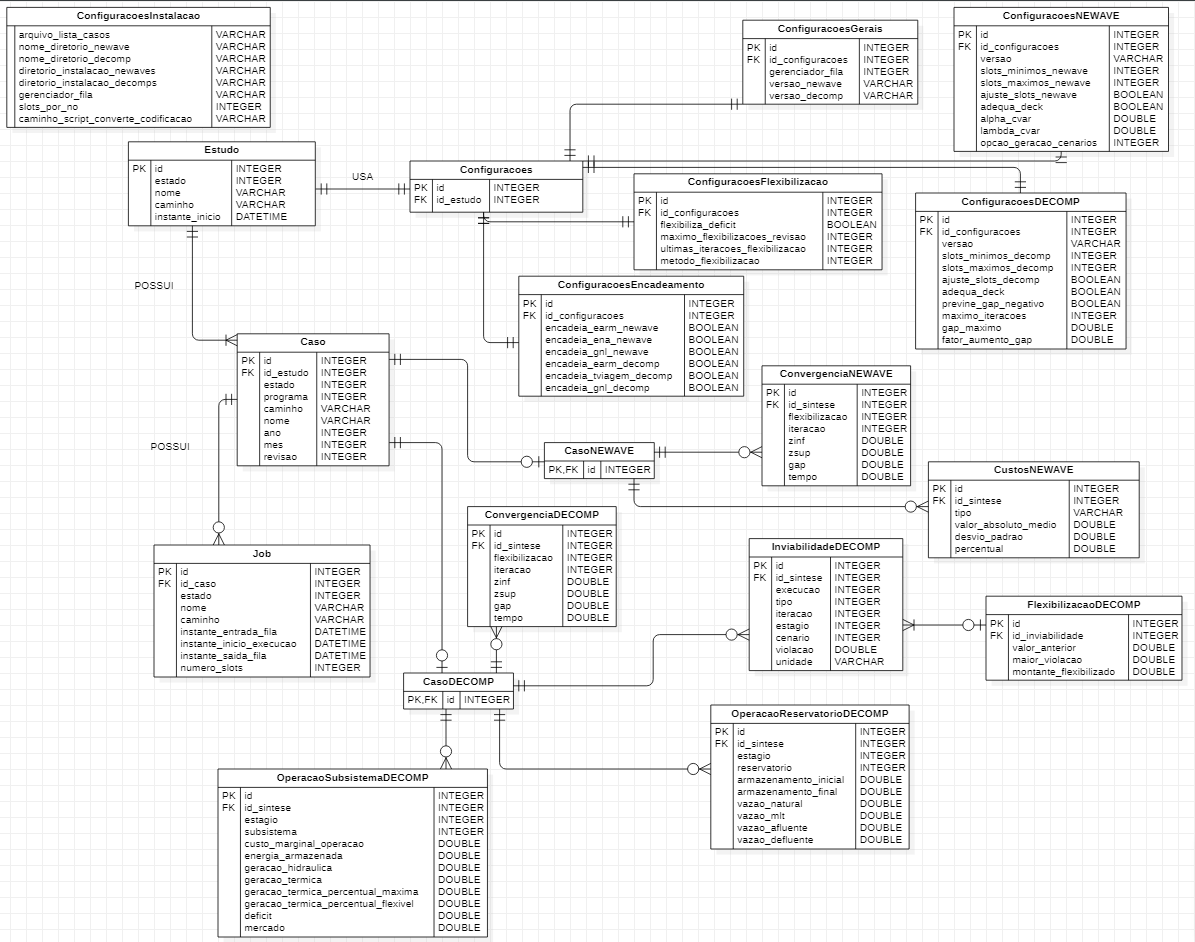 ConfiguracoesInstalacao
arquivo_lista_casos VARCHAR
nome_diretorio_newave VARCHAR
nome_diretorio_decomp VARCHAR
diretorio_instalacao_newaves VARCHAR
diretorio_instalacao_decomps VARCHAR
gerenciador_fila VARCHAR
slots_por_no INTEGER
caminho_script_converte_codificacao VARCHAR
ConfiguracoesGerais
PK id INTEGER
FK id_configuracoes INTEGER
gerenciador_fila INTEGER
versao_newave VARCHAR
versao_decomp VARCHAR
ConfiguracoesNEWAVE
PK id INTEGER
FK id_configuracoes INTEGER
versao VARCHAR
slots_minimos_newave INTEGER
slots_maximos_newave INTEGER
ajuste_slots_newave BOOLEAN
adequa_deck BOOLEAN
alpha_cvar DOUBLE
lambda_cvar DOUBLE
opcao_geracao_cenarios INTEGER
Estudo
PK id INTEGER
estado INTEGER
nome VARCHAR
caminho VARCHAR
instante_inicio DATETIME
USA
Configuracoes
PK id INTEGER
FK id_estudo INTEGER
ConfiguracoesFlexibilizacao
PK id INTEGER
FK id_configuracoes INTEGER
flexibiliza_deficit BOOLEAN
maximo_flexibilizacoes_revisao INTEGER
ultimas_iteracoes_flexibilizacao INTEGER
metodo_flexibilizacao INTEGER
ConfiguracoesDECOMP
PK id INTEGER
FK id_configuracoes INTEGER
versao VARCHAR
slots_minimos_decomp INTEGER
slots_maximos_decomp INTEGER
ajuste_slots_decomp BOOLEAN
adequa_deck BOOLEAN
previne_gap_negativo BOOLEAN
maximo_iteracoes INTEGER
gap_maximo DOUBLE
fator_aumento_gap DOUBLE
POSSUI
ConfiguracoesEncadeamento
PK id INTEGER
FK id_configuracoes INTEGER
encadeia_earm_newave BOOLEAN
encadeia_ena_newave BOOLEAN
encadeia_gnl_newave BOOLEAN
encadeia_earm_decomp BOOLEAN
encadeia_tviagem_decomp BOOLEAN
encadeia_gnl_decomp BOOLEAN
Caso
PK id INTEGER
FK id_estudo INTEGER
estado INTEGER
programa INTEGER
caminho VARCHAR
nome VARCHAR
ano INTEGER
mes INTEGER
revisao INTEGER
POSSUI
ConvergenciaNEWAVE
PK id INTEGER
FK id_sintese INTEGER
flexibilizacao INTEGER
iteracao INTEGER
zinf DOUBLE
zsup DOUBLE
gap DOUBLE
tempo DOUBLE
CasoNEWAVE
PK,FK id INTEGER
CustosNEWAVE
PK id INTEGER
FK id_sintese INTEGER
tipo VARCHAR
valor_absoluto_medio DOUBLE
desvio_padrao DOUBLE
percentual DOUBLE
ConvergenciaDECOMP
PK id INTEGER
FK id_sintese INTEGER
flexibilizacao INTEGER
iteracao INTEGER
zinf DOUBLE
zsup DOUBLE
gap DOUBLE
tempo DOUBLE
Job
PK id INTEGER
FK id_caso INTEGER
estado INTEGER
nome VARCHAR
caminho VARCHAR
instante_entrada_fila DATETIME
instante_inicio_execucao DATETIME
instante_saida_fila DATETIME
numero_slots INTEGER
InviabilidadeDECOMP
PK id INTEGER
FK id_sintese INTEGER
execucao INTEGER
tipo INTEGER
iteracao INTEGER
estagio INTEGER
cenario INTEGER
violacao DOUBLE
unidade VARCHAR
FlexibilizacaoDECOMP
PK id INTEGER
FK id_inviabilidade INTEGER
valor_anterior DOUBLE
maior_violacao DOUBLE
montante_flexibilizado DOUBLE
CasoDECOMP
PK,FK id INTEGER
OperacaoReservatorioDECOMP
PK id INTEGER
FK id_sintese INTEGER
estagio INTEGER
reservatorio INTEGER
armazenamento_inicial DOUBLE
armazenamento_final DOUBLE
vazao_natural DOUBLE
vazao_mlt DOUBLE
vazao_afluente DOUBLE
vazao_defluente DOUBLE
OperacaoSubsistemaDECOMP
PK id INTEGER
FK id_sintese INTEGER
estagio INTEGER
subsistema INTEGER
custo_marginal_operacao DOUBLE
energia_armazenada DOUBLE
geracao_hidraulica DOUBLE
geracao_termica DOUBLE
geracao_termica_percentual_maxima DOUBLE
geracao_termica_percentual_flexivel DOUBLE
deficit DOUBLE
mercado DOUBLE